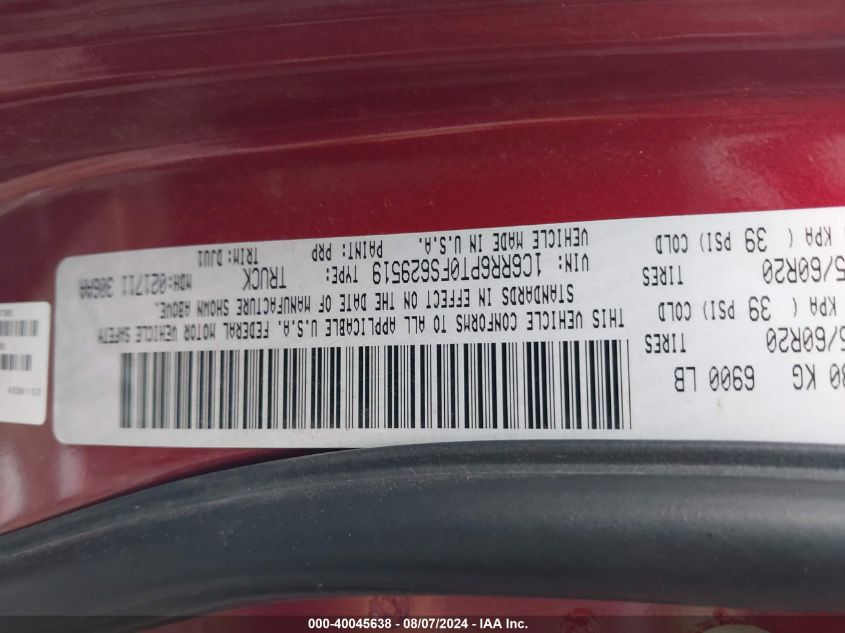 KG 6900 LB
5/60R20 TIRES
KPA ( 39 PSI) COLD
5/60R20 TIRES
KPA ( 39 PSI) COLD
THIS VEHICLE CONFORMS TO ALL APPLICABLE U.S.A. FEDERAL MOTOR VEHICLE SAFETY
STANDARDS IN EFFECT ON THE DATE OF MANUFACTURE SHOWN ABOVE.
VIN: 1C6RR6PT0FS629519 TYPE: TRUCK MDH:021711 306AA
VEHICLE MADE IN U.S.A. PAINT: PRP TRIM: DJU1
000-40045638 - 08/07/2024 - IAA Inc.